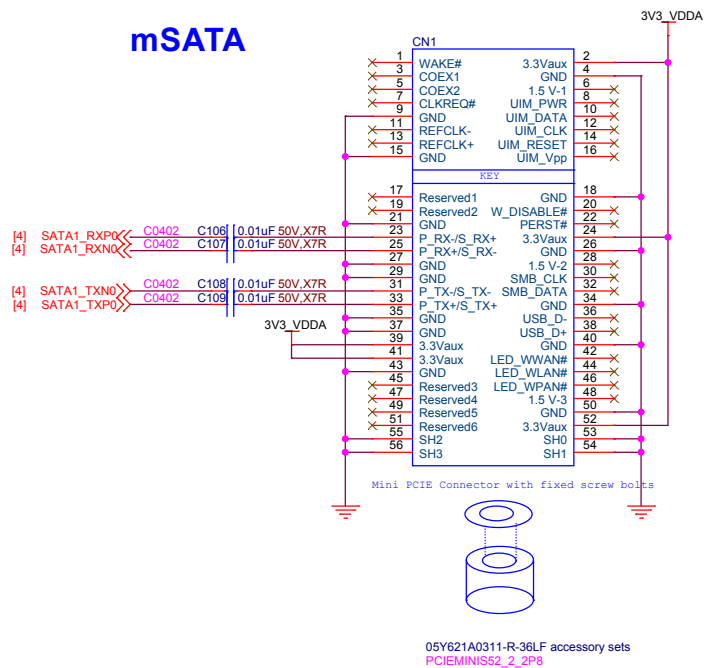 3V3_VDDA
mSATA
CN1
1 WAKE# 3.3Vaux 2
3 COEX1 GND 4
5 COEX2 1.5 V-1 6
7 CLKREQ# UIM_PWR 8
9 GND UIM_DATA 10
11 REFCLK- UIM_CLK 12
13 REFCLK+ UIM_RESET 14
15 GND UIM_Vpp 16
KEY
17 Reserved1 GND 18
19 Reserved2 W_DISABLE# 20
21 GND PERST# 22
[4] SATA1_RXP0 C0402 C106 0.01uF 50V,X7R 23 P_RX-/S_RX+ 3.3Vaux 24
[4] SATA1_RXN0 C0402 C107 0.01uF 50V,X7R 25 P_RX+/S_RX- GND 26
27 GND 1.5 V-2 28
29 GND SMB_CLK 30
[4] SATA1_TXN0 C0402 C108 0.01uF 50V,X7R 31 P_TX-/S_TX- SMB_DATA 32
[4] SATA1_TXP0 C0402 C109 0.01uF 50V,X7R 33 P_TX+/S_TX+ GND 34
35 GND USB_D- 36
3V3_VDDA
37 GND USB_D+ 38
39 3.3Vaux GND 40
41 3.3Vaux LED_WWAN# 42
43 GND LED_WLAN# 44
45 Reserved3 LED_WPAN# 46
47 Reserved4 1.5 V-3 48
49 Reserved5 GND 50
51 Reserved6 3.3Vaux 52
55 SH2 SH0 53
56 SH3 SH1 54
Mini PCIE Connector with fixed screw bolts
05Y621A0311-R-36LF accessory sets
PCIEMINIS52_2_2P8